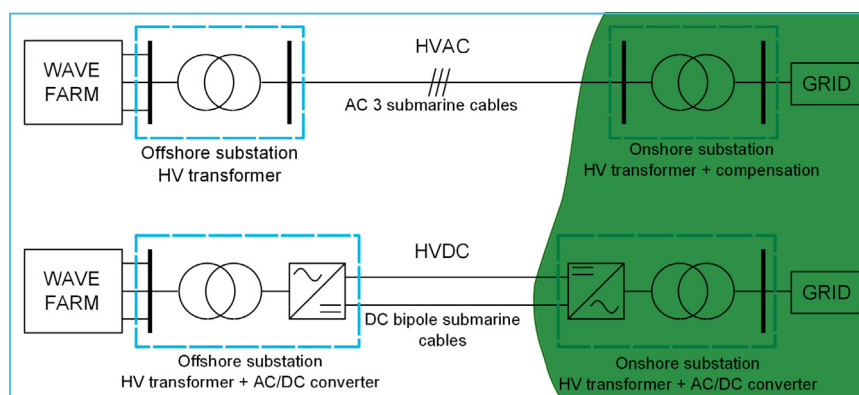 WAVE
FARM
HVAC
AC 3 submarine cables
GRID
Offshore substation
HV transformer
Onshore substation
HV transformer + compensation
WAVE
FARM
HVDC
DC bipole submarine
cables
GRID
Offshore substation
HV transformer + AC/DC converter
Onshore substation
HV transformer + AC/DC converter